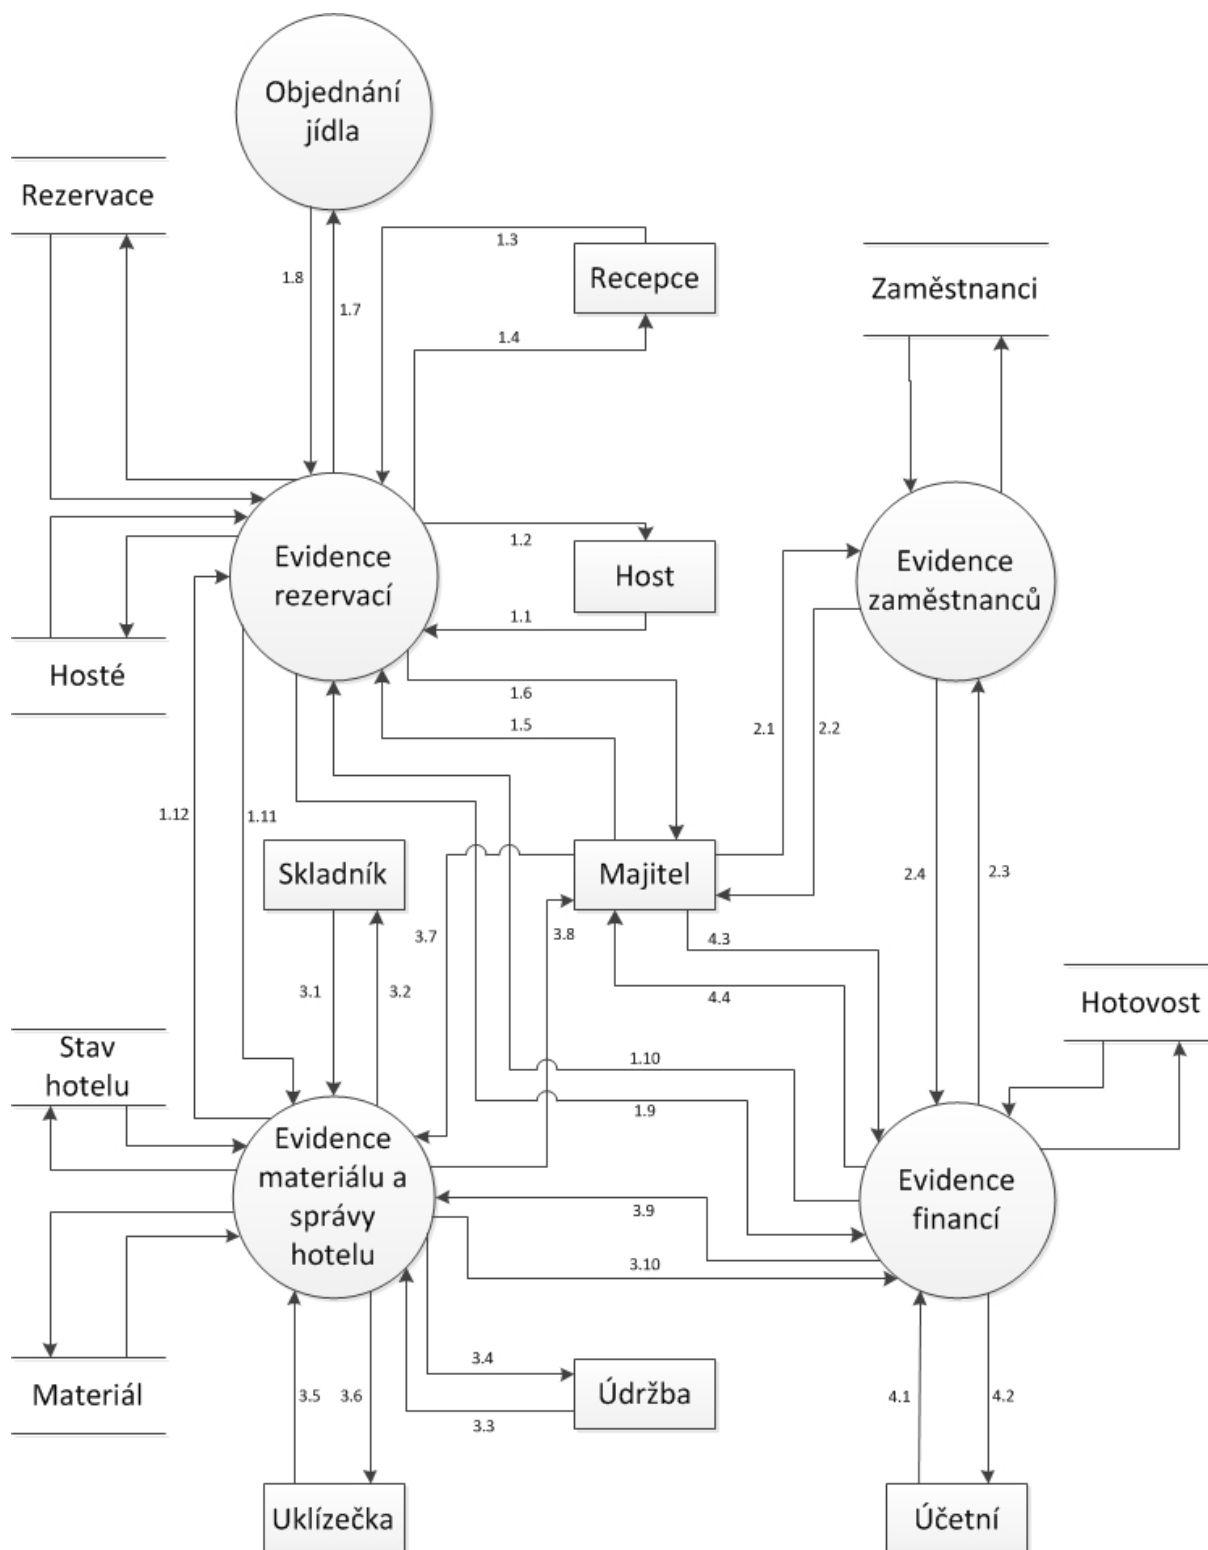 Objednání
jídla
Rezervace
1.3
Recepce
Zaměstnanci
1.8
1.7
1.4
Evidence
rezervací
1.2
Host
1.1
Evidence
zaměstnanců
Hosté
1.6
1.5
2.1
2.2
1.12
1.11
Skladník
Majitel
2.4
2.3
3.7
3.8
4.3
3.1
3.2
4.4
Hotovost
Stav
hotelu
1.10
1.9
Evidence
materiálu a
správy
hotelu
Evidence
financí
3.9
3.10
Materiál
3.4
Údržba
3.5
3.6
3.3
4.1
4.2
Uklízečka
Účetní